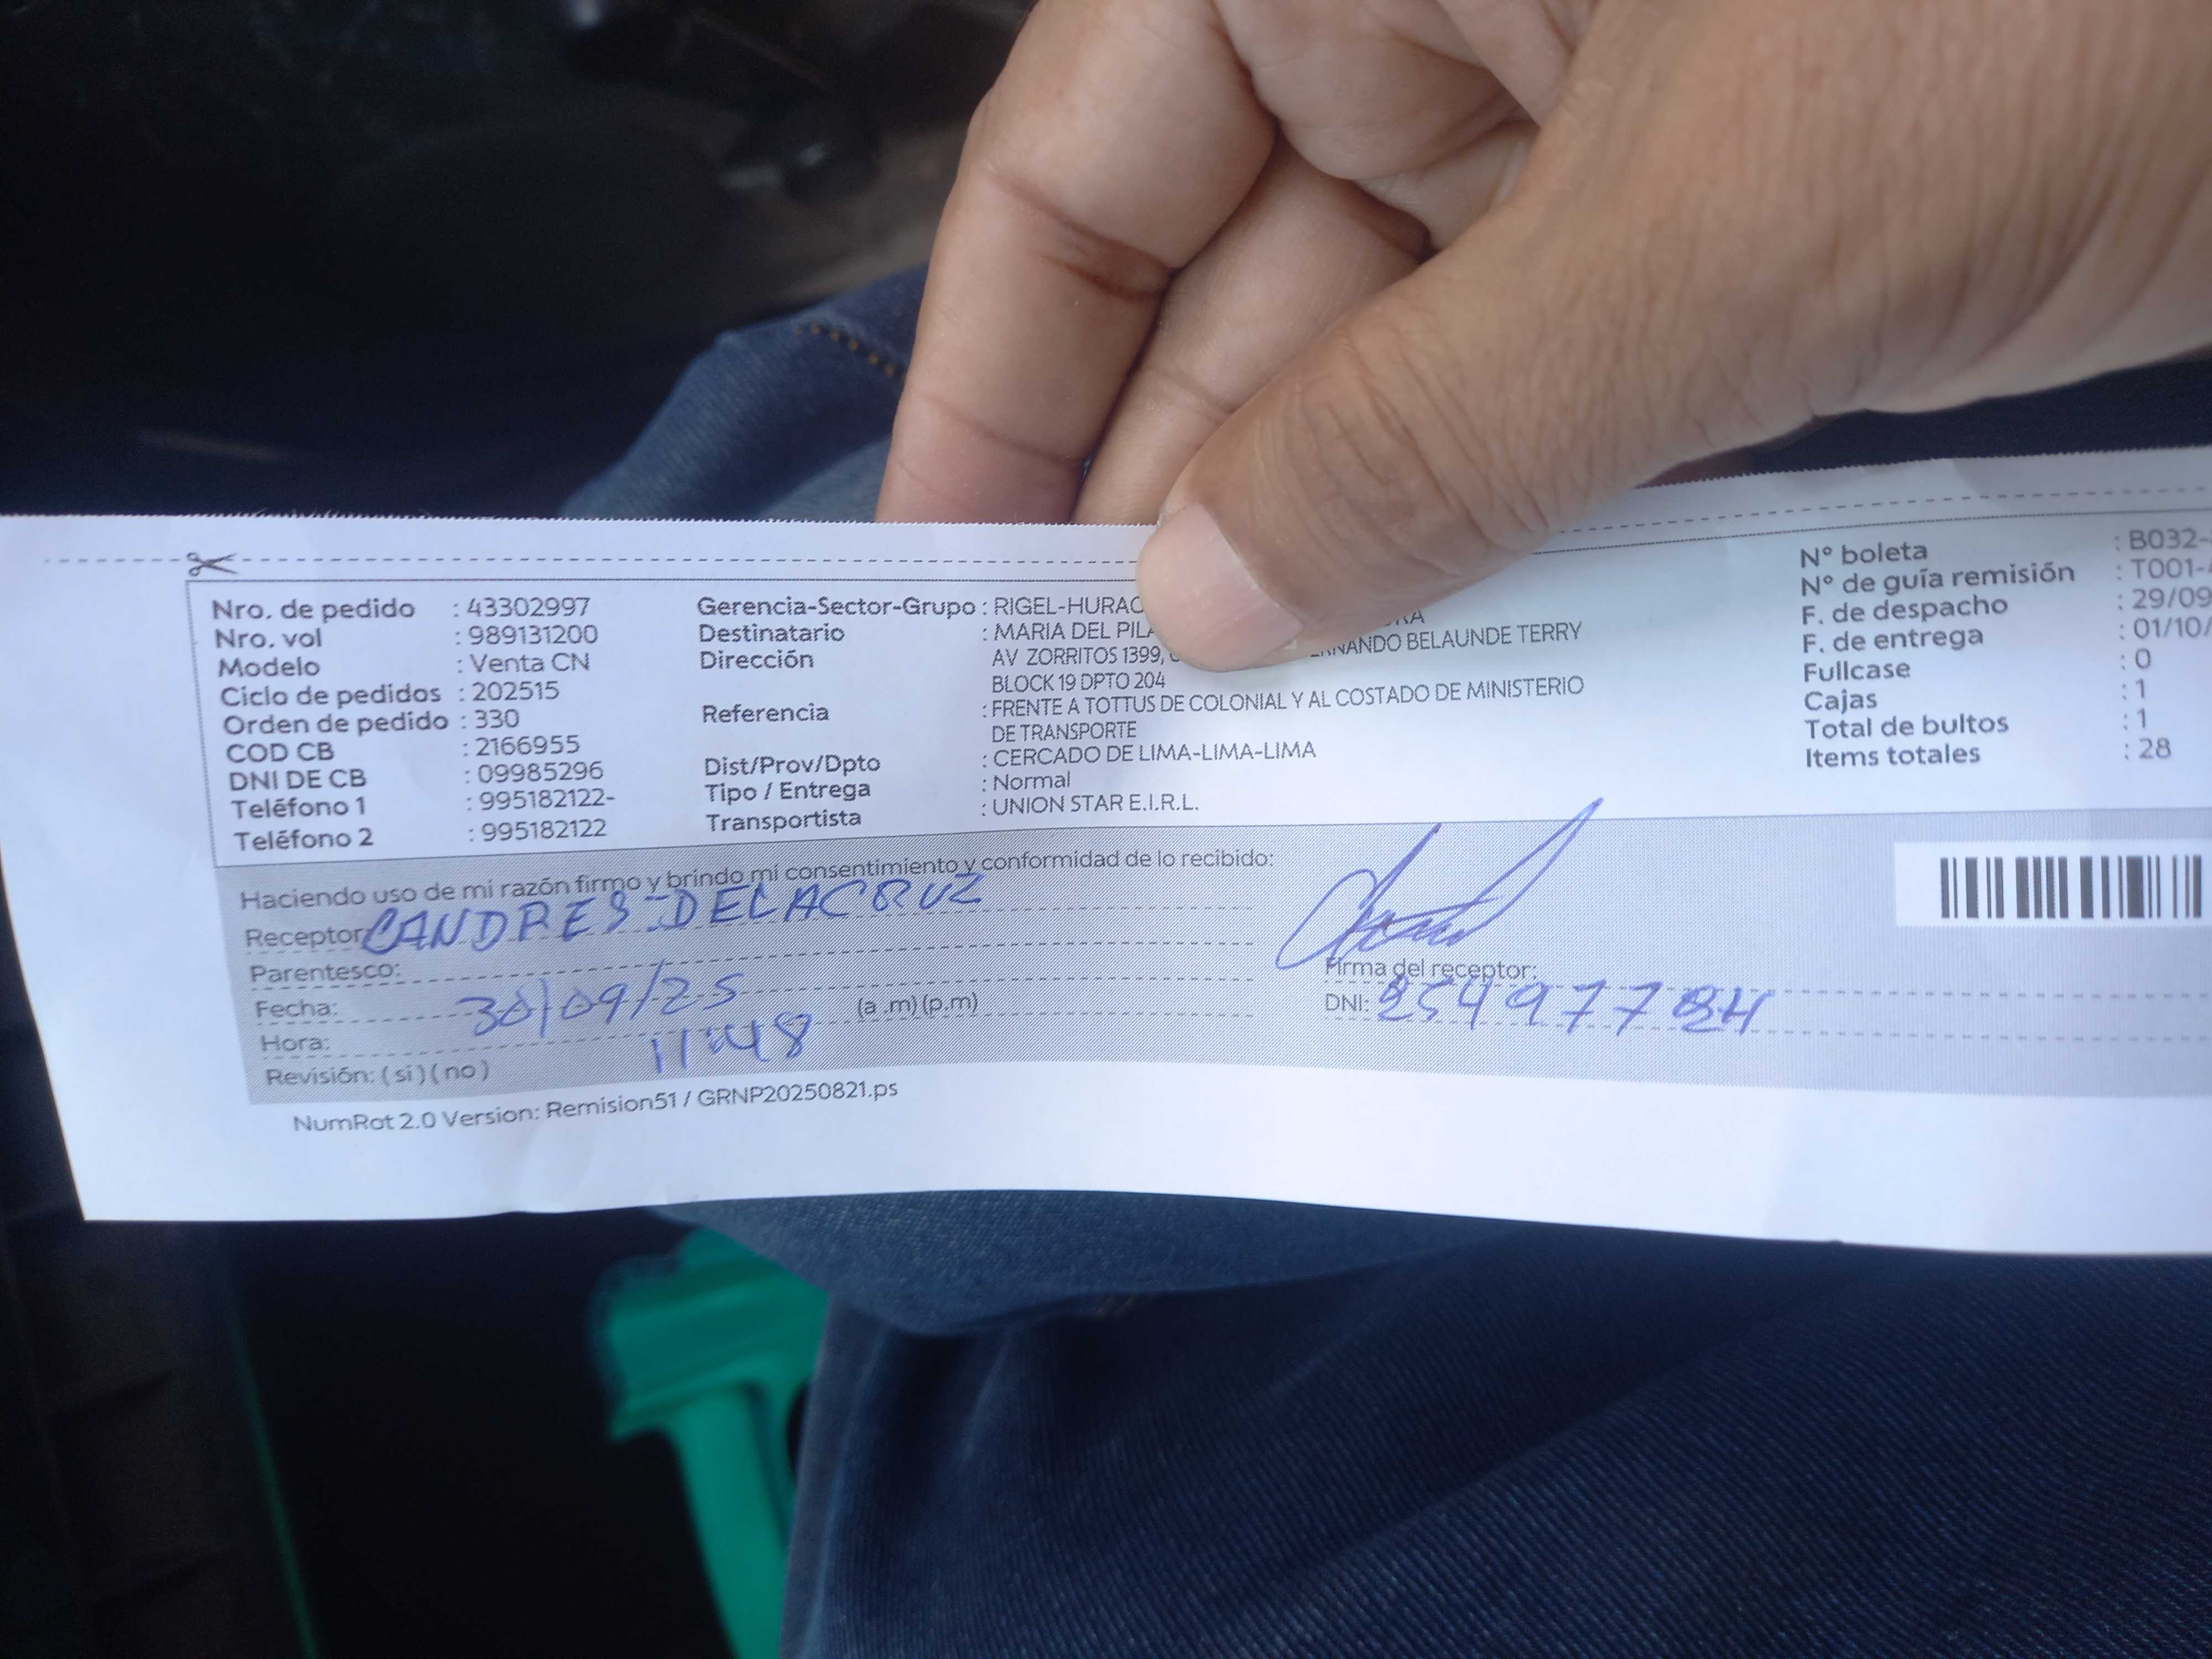 Nro. de pedido : 43302997
Nro. vol : 989131200
Modelo : Venta CN
Ciclo de pedidos : 202515
Orden de pedido : 330
COD CB : 2166955
DNI DE CB : 09985296
Teléfono 1 : 995182122-
Teléfono 2 : 995182122
Gerencia-Sector-Grupo : RIGEL-HURAC
Destinatario : MARIA DEL PILA
Dirección AV ZORRITOS 1399, BELAUNDE TERRY
BLOCK 19 DPTO 204
Referencia : FRENTE A TOTTUS DE COLONIAL Y AL COSTADO DE MINISTERIO
DE TRANSPORTE
Dist/Prov/Dpto : CERCADO DE LIMA-LIMA-LIMA
Tipo / Entrega : Normal
Transportista : UNION STAR E.I.R.L.
N° boleta : B032-
N° de guía remisión : T001-
F. de despacho : 29/09
F. de entrega : 01/10/
Fullcase : 0
Cajas : 1
Total de bultos : 1
Items totales : 28
Haciendo uso de mi razón firmo y brindo mi consentimiento y conformidad de lo recibido:
Receptor: CANDRES-DELACRUZ
Parentesco:
Fecha: 30/09/25
Hora: 11:48 (a .m) (p.m)
Revisión: ( si ) ( no )
Firma del receptor:
DNI:
NumRot 2.0 Version: Remision51 / GRNP20250821.ps